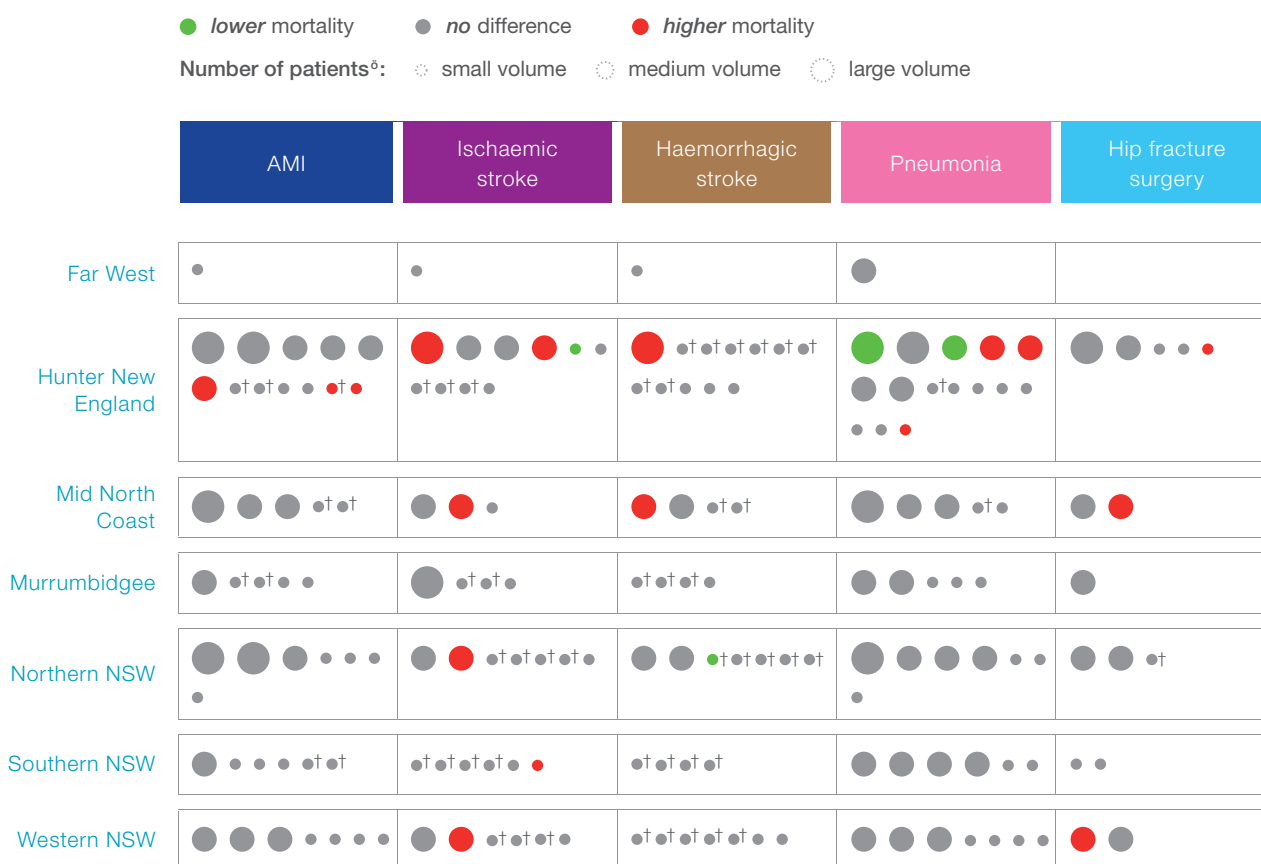 lower mortality no difference higher mortality
Number of patientsö: small volume medium volume large volume
AMI
Ischaemic
stroke
Haemorrhagic
stroke
Pneumonia
Hip fracture
surgery
Far West
Hunter New
England
† † † † † †
† † † †
† † † † † †
† † †
† †
Mid North
Coast
† † † † †
Murrumbidgee
† † † † † † †
Northern NSW
† † † † † † † † † †
Southern NSW
† † † † † † † † † †
Western NSW
† † † † † † † †